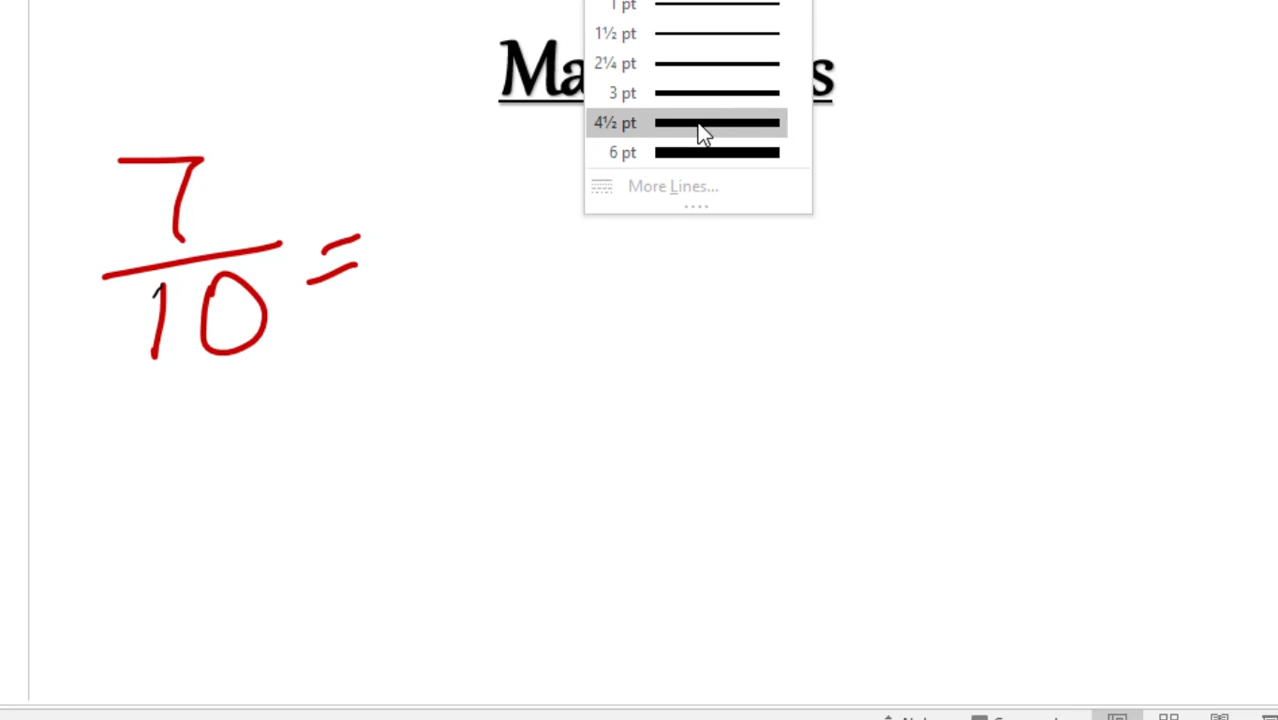 1 pt
1½ pt
2¼ pt
3 pt
4½ pt
6 pt
More Lines...
7
10 =